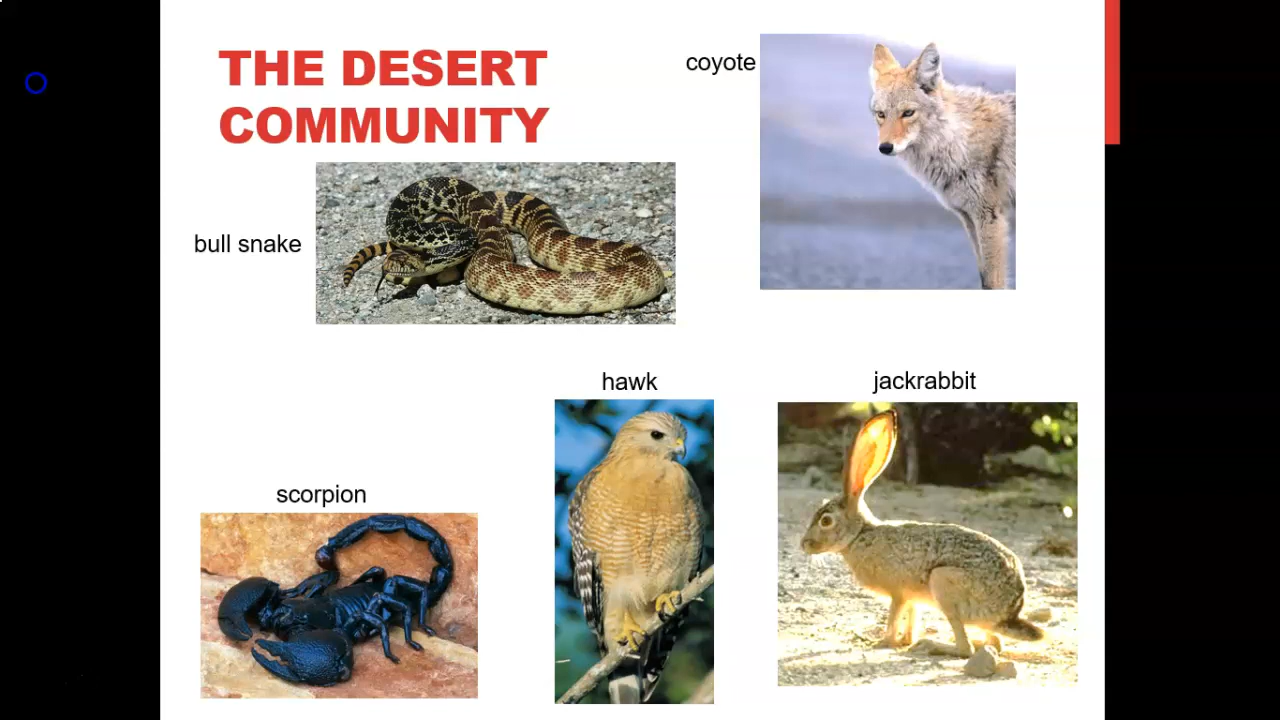 THE DESERT
COMMUNITY
coyote
bull snake
hawk
jackrabbit
scorpion